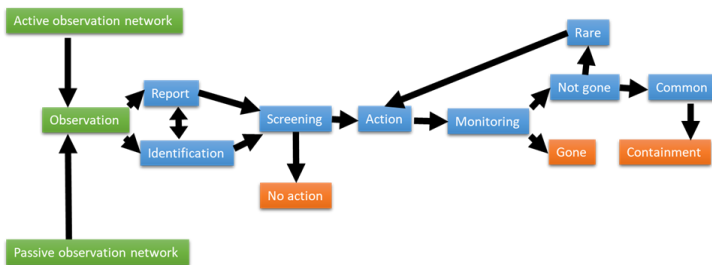 Active observation network
Rare
Report
Not gone
Common
Observation
Screening
Action
Monitoring
Identification
Gone
Containment
No action
Passive observation network